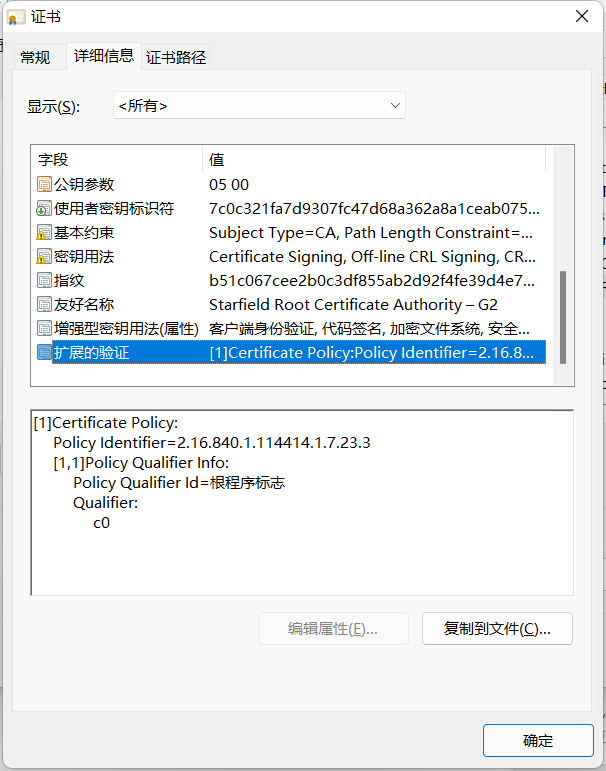 证书
常规 详细信息 证书路径
显示(S): <所有>
字段 值
公钥参数 05 00
使用者密钥标识符 7c0c321fa7d9307fc47d68a362a8a1ceab075...
基本约束 Subject Type=CA, Path Length Constraint=...
密钥用法 Certificate Signing, Off-line CRL Signing, CR...
指纹 b51c067cee2b0c3df855ab2d92f4fe39d4e7...
友好名称 Starfield Root Certificate Authority – G2
增强型密钥用法(属性) 客户端身份验证, 代码签名, 加密文件系统, 安全...
扩展的验证 [1]Certificate Policy:Policy Identifier=2.16.8...
[1]Certificate Policy:
Policy Identifier=2.16.840.1.114414.1.7.23.3
[1,1]Policy Qualifier Info:
Policy Qualifier Id=根程序标志
Qualifier:
c0
编辑属性(E)... 复制到文件(C)...
确定